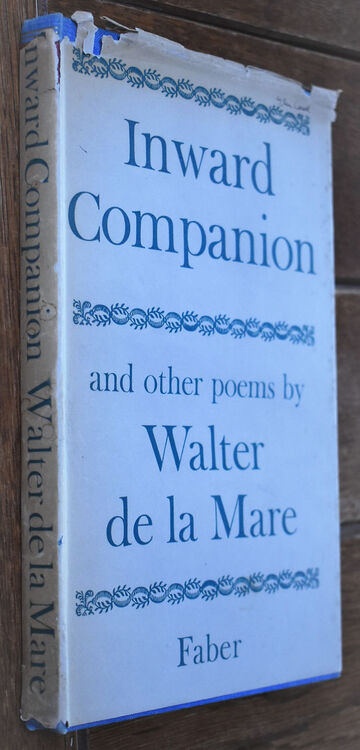 Inward
Companion
and other poems by
Walter
de la Mare
Faber
Inward Companion Walter de la Mare